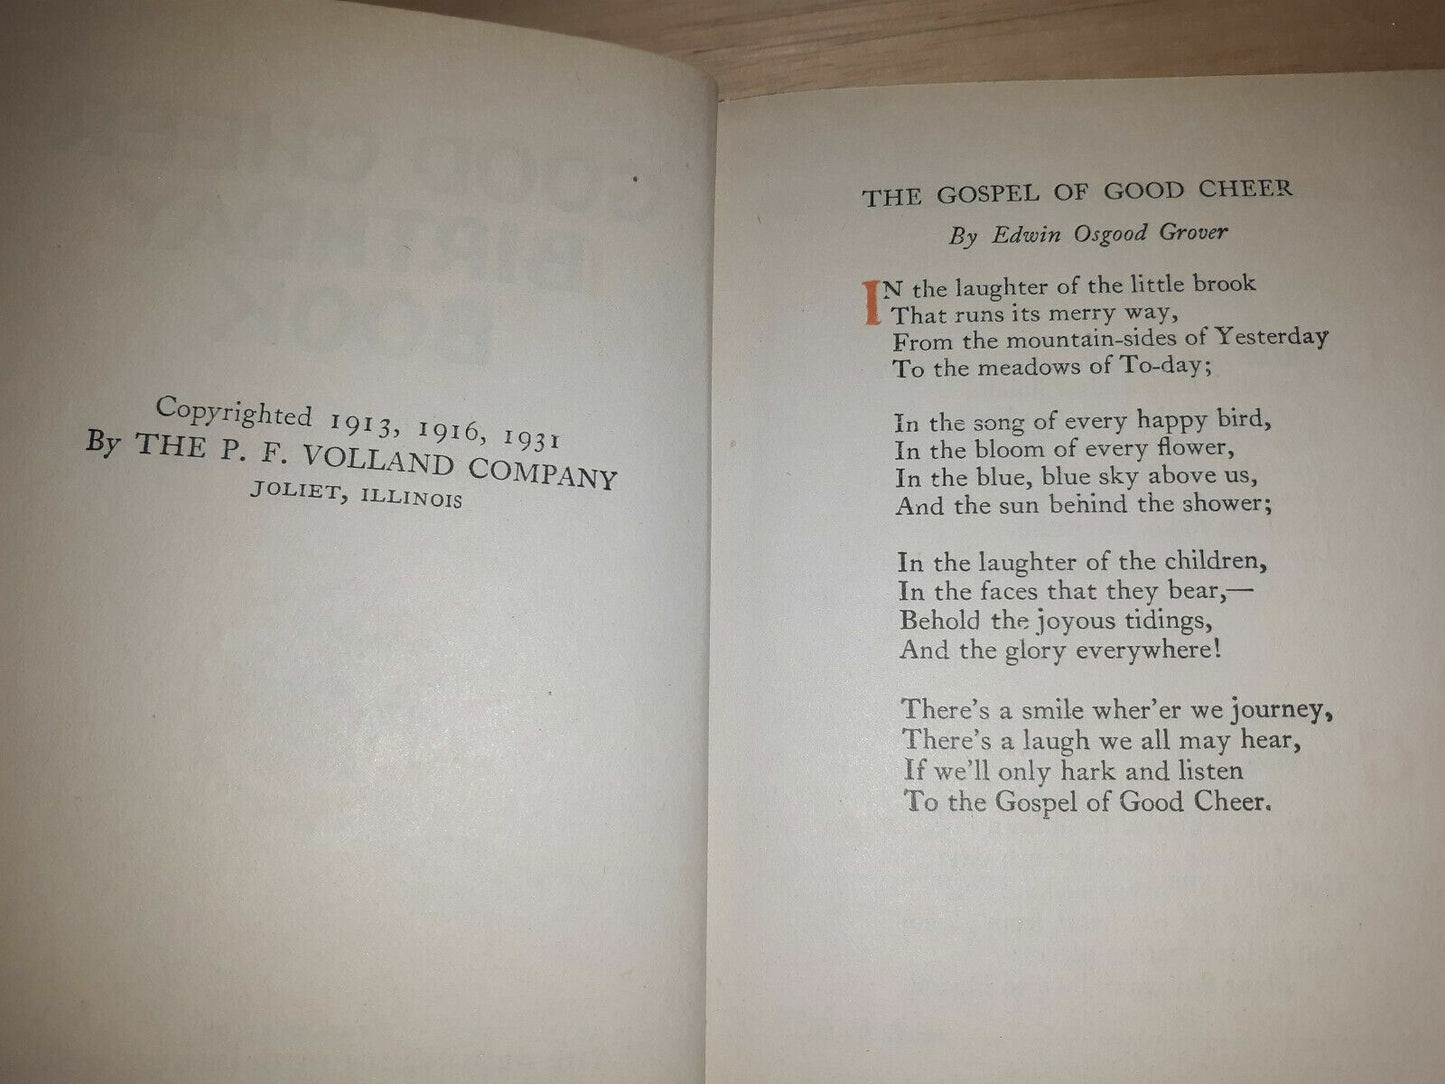 Copyrighted 1913, 1916, 1931
By THE P. F. VOLLAND COMPANY
JOLIET, ILLINOIS
THE GOSPEL OF GOOD CHEER
By Edwin Osgood Grover
IN the laughter of the little brook
That runs its merry way,
From the mountain-sides of Yesterday
To the meadows of To-day;
In the song of every happy bird,
In the bloom of every flower,
In the blue, blue sky above us,
And the sun behind the shower;
In the laughter of the children,
In the faces that they bear,—
Behold the joyous tidings,
And the glory everywhere!
There's a smile wher'er we journey,
There's a laugh we all may hear,
If we'll only hark and listen
To the Gospel of Good Cheer.